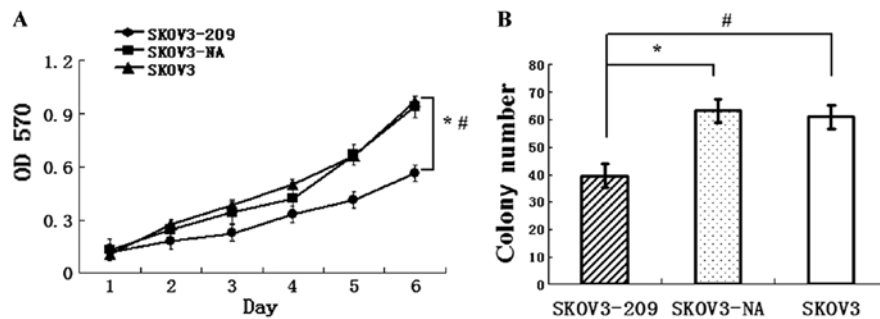 A
SKOV3-209
SKOV3-NA
SKOV3
OD 570
1.2
0.9
0.6
0.3
0
* #
1 2 3 4 5 6
Day
B
#
*
Colony number
80
70
60
50
40
30
20
10
0
SKOV3-209 SKOV3-NA SKOV3